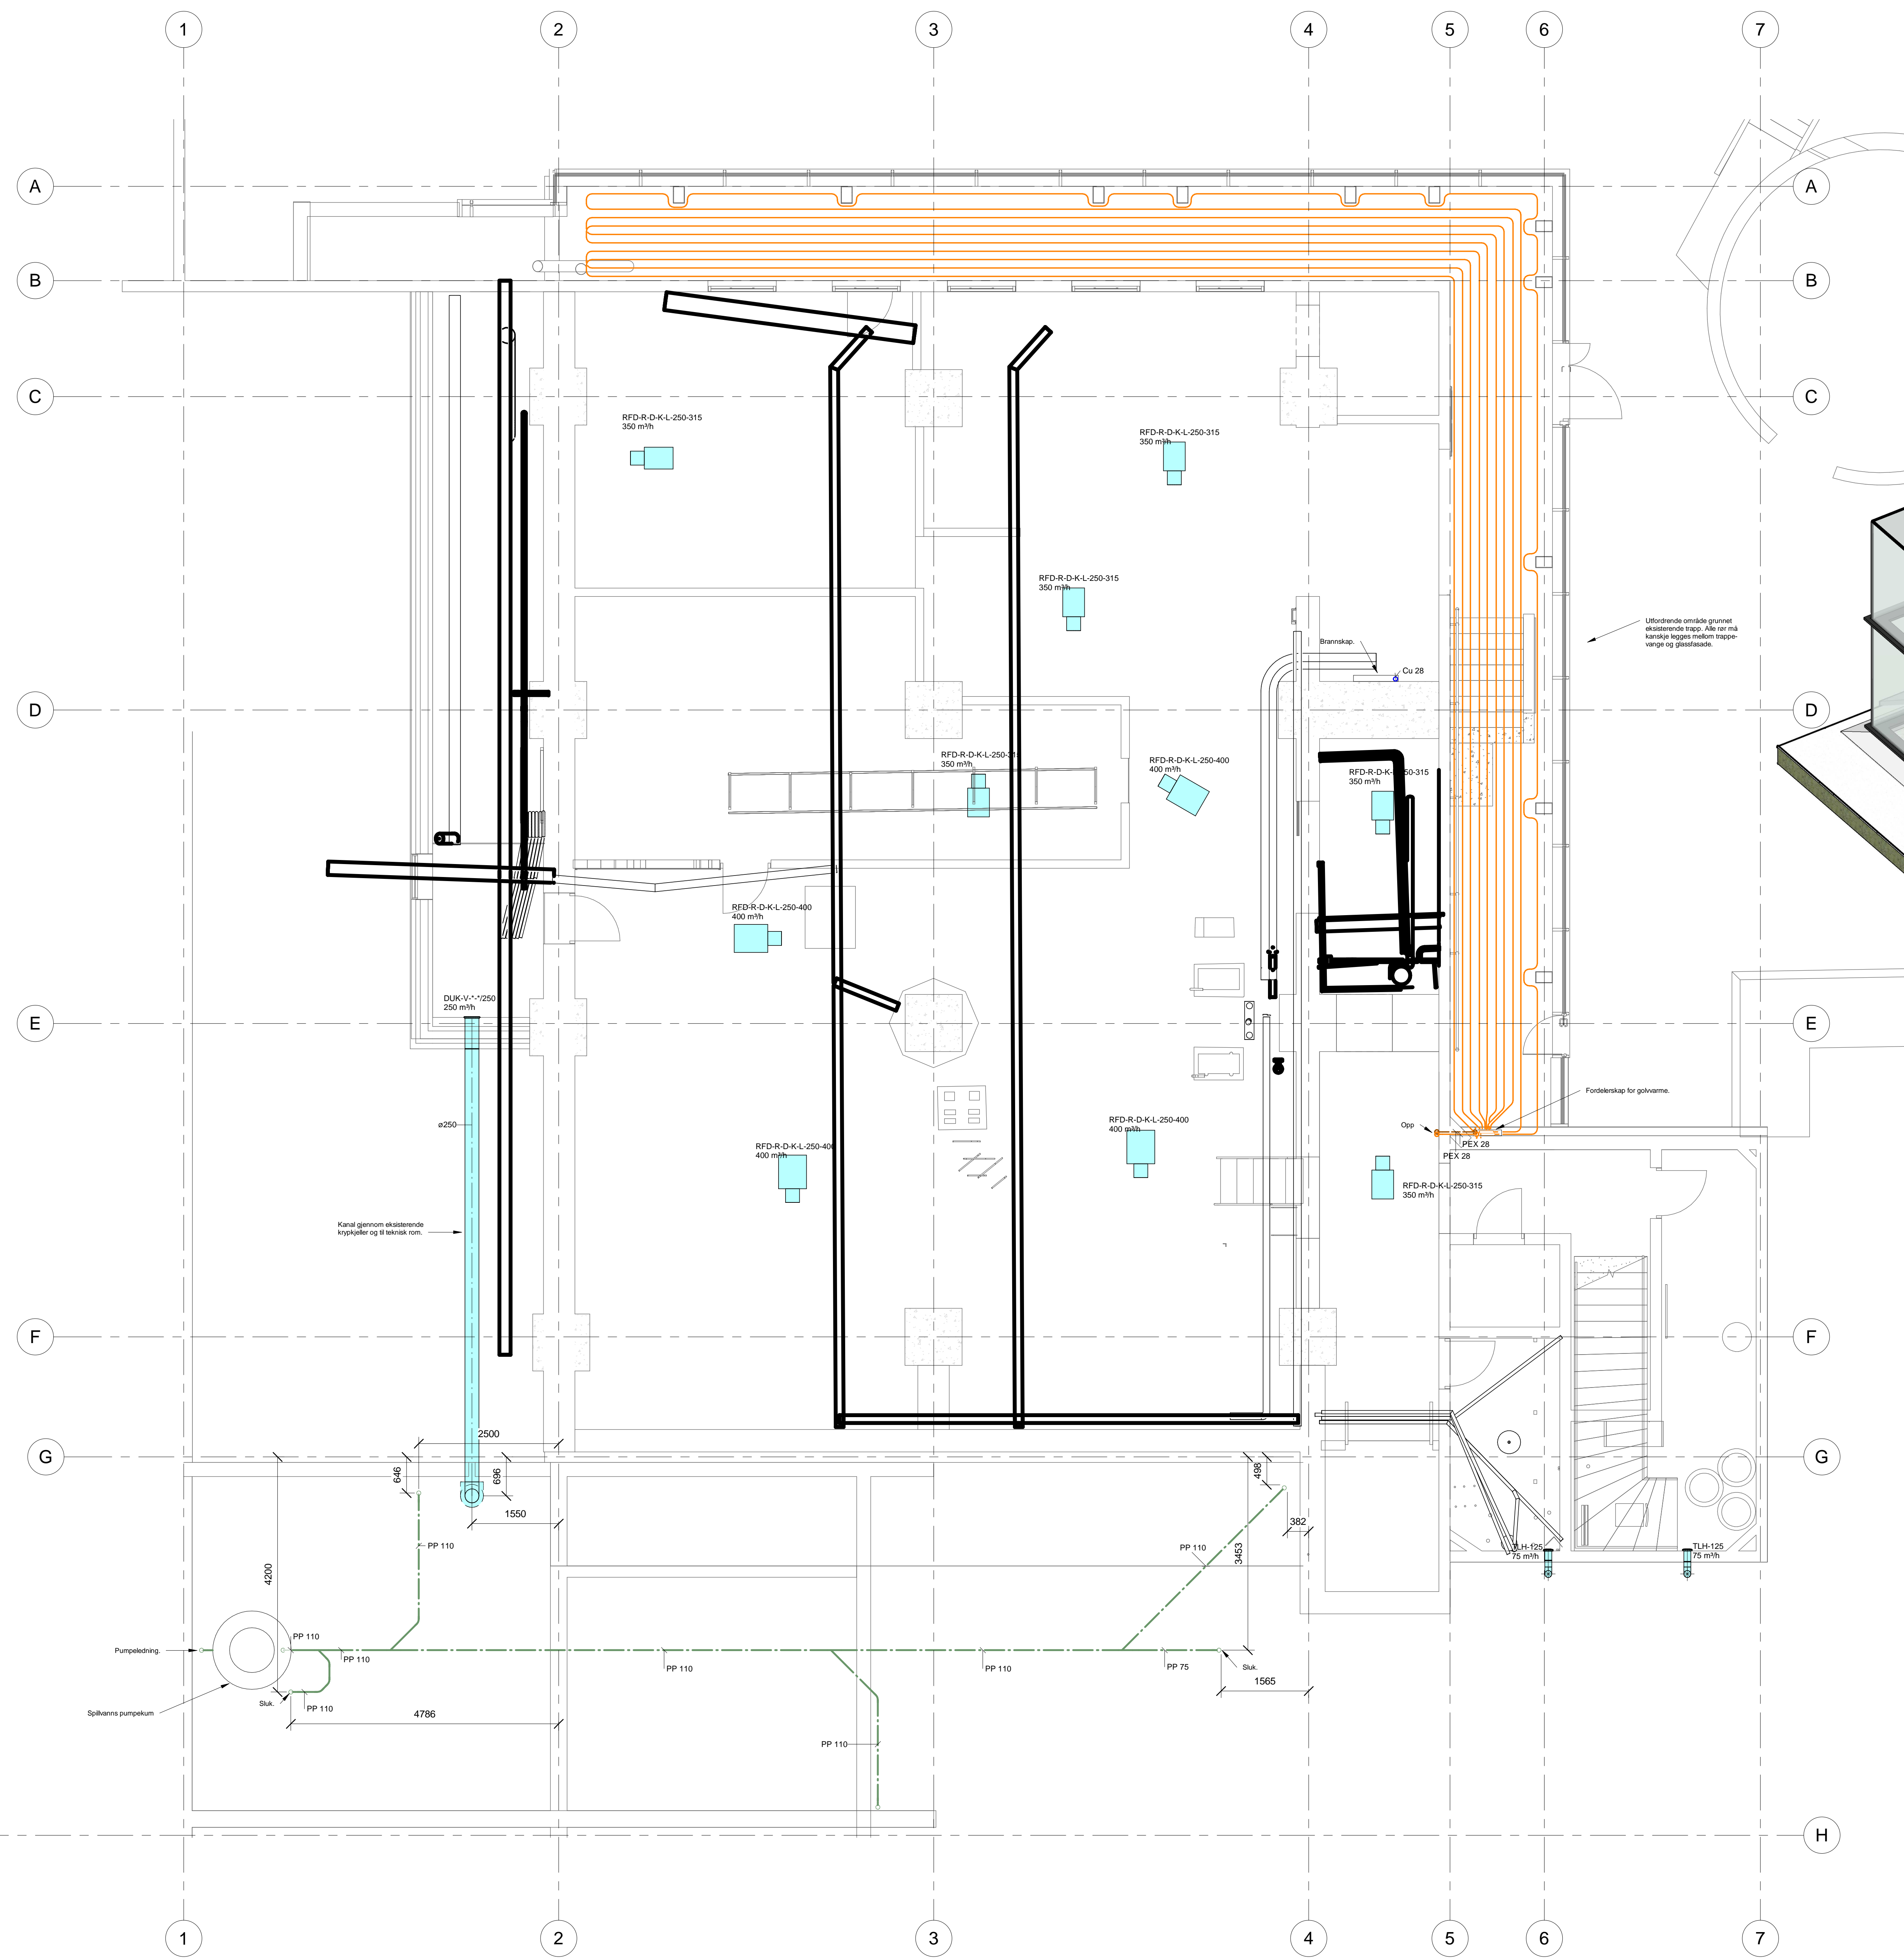 1
2
3
4
5
6
7
A
A
B
B
C
C
RFD-R-D-K-L-250-315
350 m³/h
RFD-R-D-K-L-250-315
350 m³/h
RFD-R-D-K-L-250-315
350 m³/h
Utfordrende område grunnet
eksisterende trapp. Alle rør må
kanskje legges mellom trappe-
vange og glassfasade.
Brannskap.
Cu 28
D
D
RFD-R-D-K-L-250-315
350 m³/h
RFD-R-D-K-L-250-400
400 m³/h
RFD-R-D-K-L-250-315
350 m³/h
RFD-R-D-K-L-250-400
400 m³/h
DUK-V-*-*/250
250 m³/h
E
E
Fordelerskap for golvvarme.
ø250
Opp
PEX 28
PEX 28
RFD-R-D-K-L-250-400
400 m³/h
RFD-R-D-K-L-250-400
400 m³/h
RFD-R-D-K-L-250-315
350 m³/h
Kanal gjennom eksisterende
krypkjeller og til teknisk rom.
F
F
2500
G
G
646
696
498
1550
382
PP 110
PP 110
3453
TLH-125
75 m³/h
TLH-125
75 m³/h
4200
PP 110
Pumpeledning.
PP 110
PP 110
PP 110
PP 75
Sluk.
1565
Sluk.
PP 110
Spillvanns pumpekum
4786
PP 110
H
1
2
3
4
5
6
7